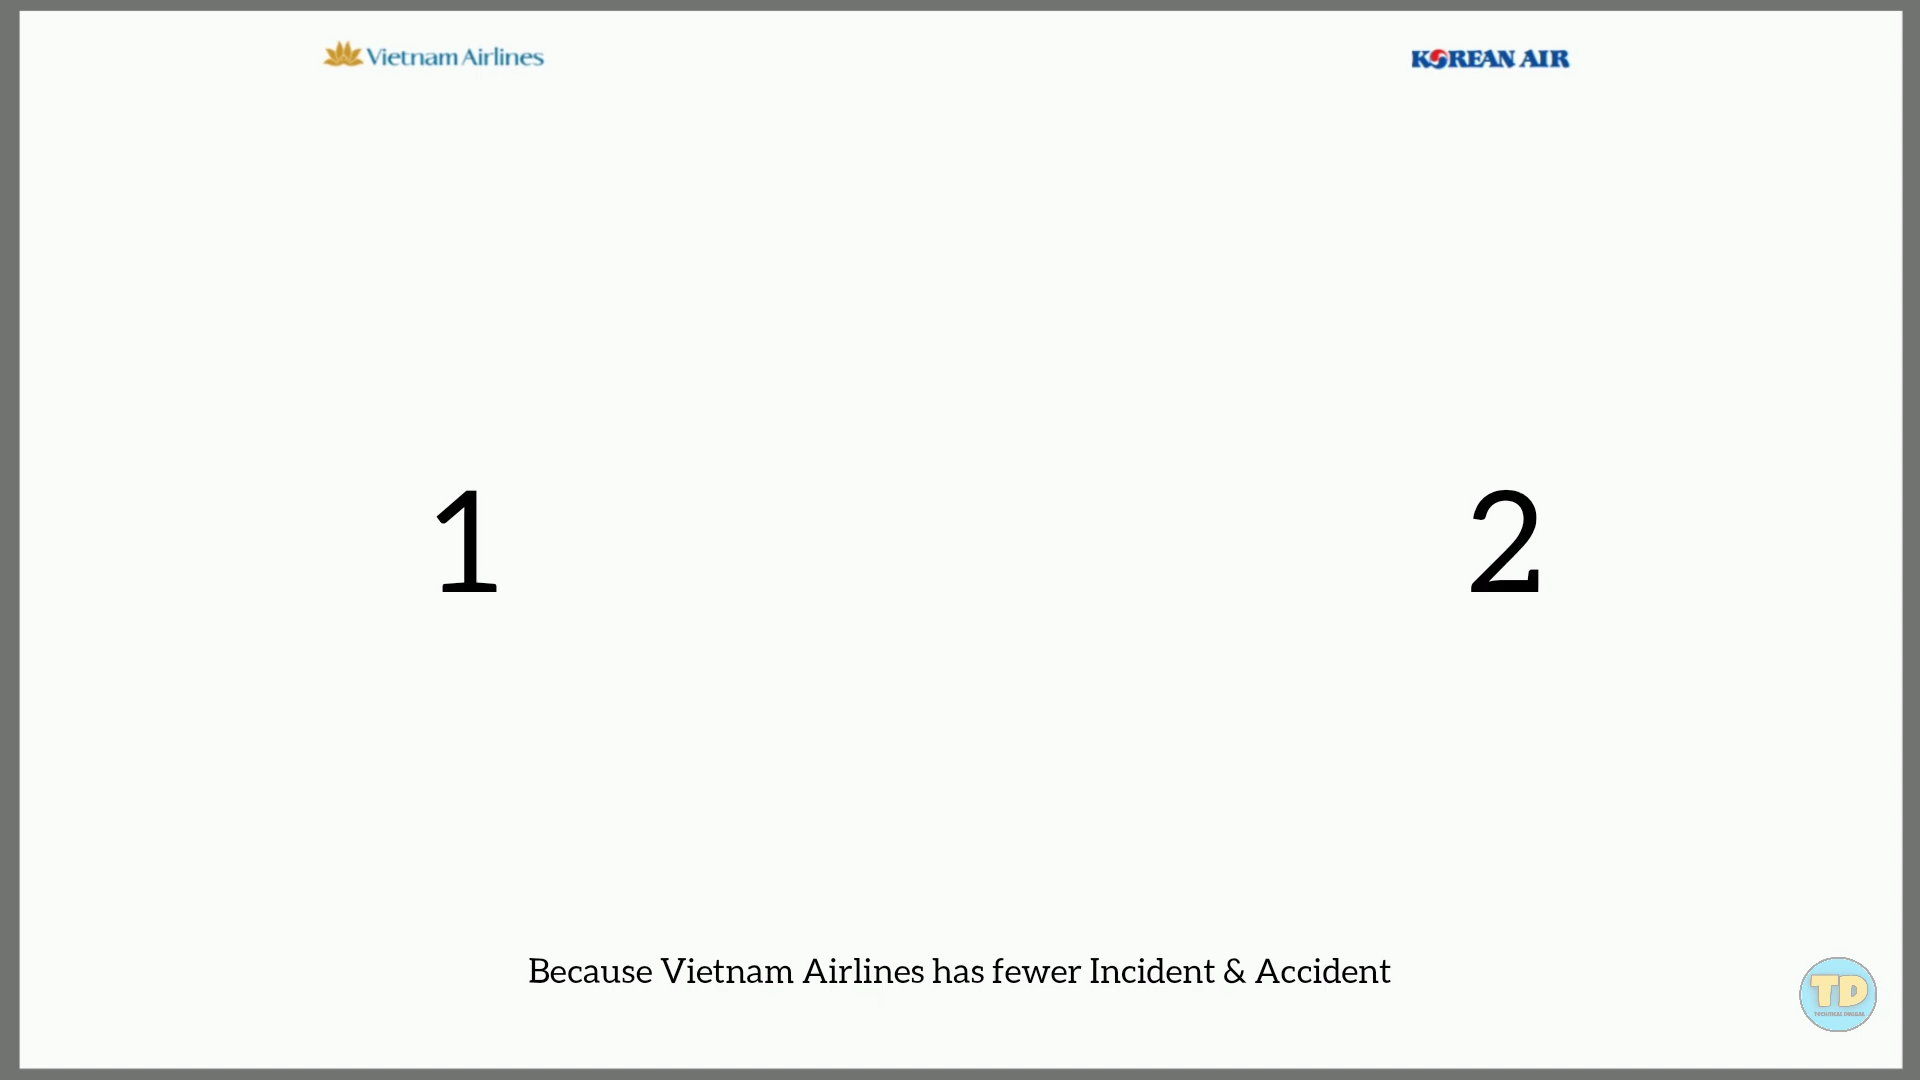 Vietnam Airlines
KOREAN AIR
1
2
Because Vietnam Airlines has fewer Incident & Accident
TD